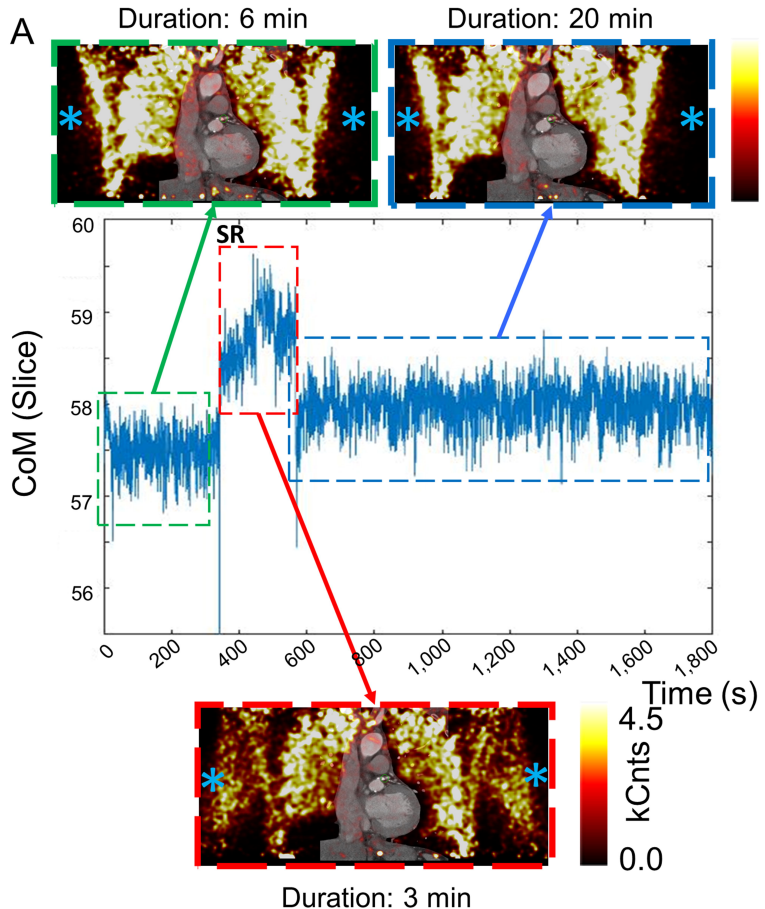 A
Duration: 6 min
Duration: 20 min
*
*
*
*
SR
60
59
58
57
56
CoM (Slice)
0
200
400
600
800
1,000
1,200
1,400
1,600
1,800
Time (s)
*
*
4.5
kCnts
0.0
Duration: 3 min